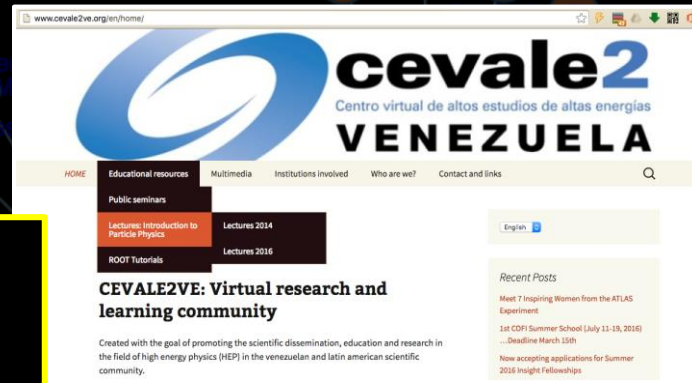 www.cevale2ve.org/en/home/
cevale2
Centro virtual de altos estudios de altas energías
VENEZUELA
HOME Educational resources Multimedia Institutions involved Who are we? Contact and links
Public seminars
Lectures: Introduction to
Particle Physics
Lectures 2014
Lectures 2016
ROOT Tutorials
English
CEVALE2VE: Virtual research and
learning community
Created with the goal of promoting the scientific dissemination, education and research in
the field of high energy physics (HEP) in the venezuelan and latin american scientific
community.
Recent Posts
Meet 7 Inspiring Women from the ATLAS
Experiment
1st COFI Summer School (July 11-19, 2016)
...Deadline March 15th
Now accepting applications for Summer
2016 Insight Fellowships